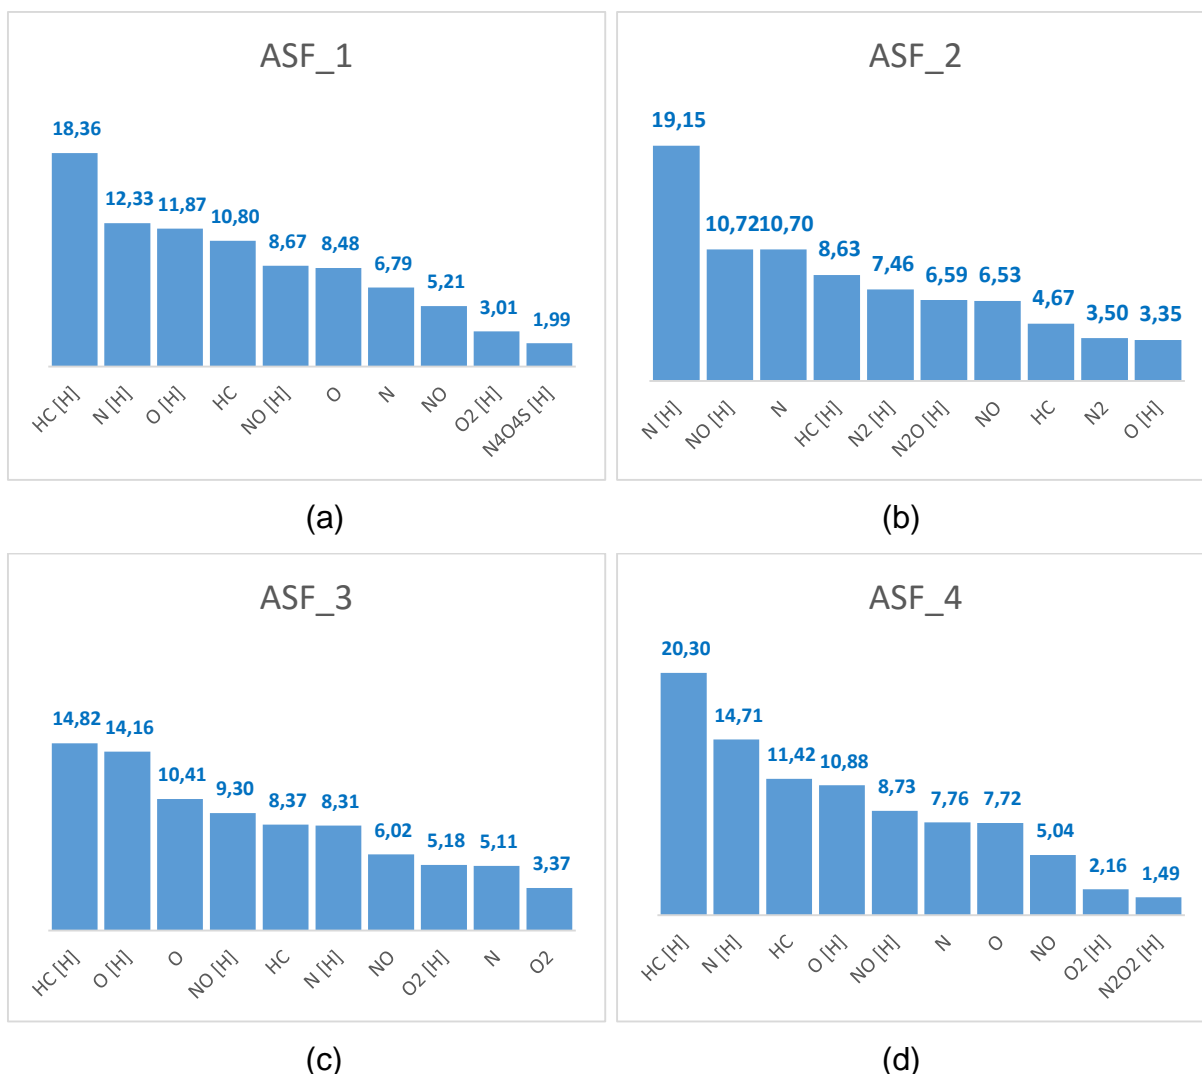 ASF_1
18,36
12,33
11,87
10,80
8,67
8,48
6,79
5,21
3,01
1,99
HC [H]
N [H]
O [H]
HC
NO [H]
O
N
NO
O2 [H]
N4O4S [H]
(a)
ASF_2
19,15
10,72
10,70
8,63
7,46
6,59
6,53
4,67
3,50
3,35
N [H]
NO [H]
N
HC [H]
N2 [H]
N2O [H]
NO
HC
N2
O [H]
(b)
ASF_3
14,82
14,16
10,41
9,30
8,37
8,31
6,02
5,18
5,11
3,37
HC [H]
O [H]
O
NO [H]
HC
N [H]
NO
O2 [H]
N
O2
(c)
ASF_4
20,30
14,71
11,42
10,88
8,73
7,76
7,72
5,04
2,16
1,49
HC [H]
N [H]
HC
O [H]
NO [H]
N
O
NO
O2 [H]
N2O2 [H]
(d)